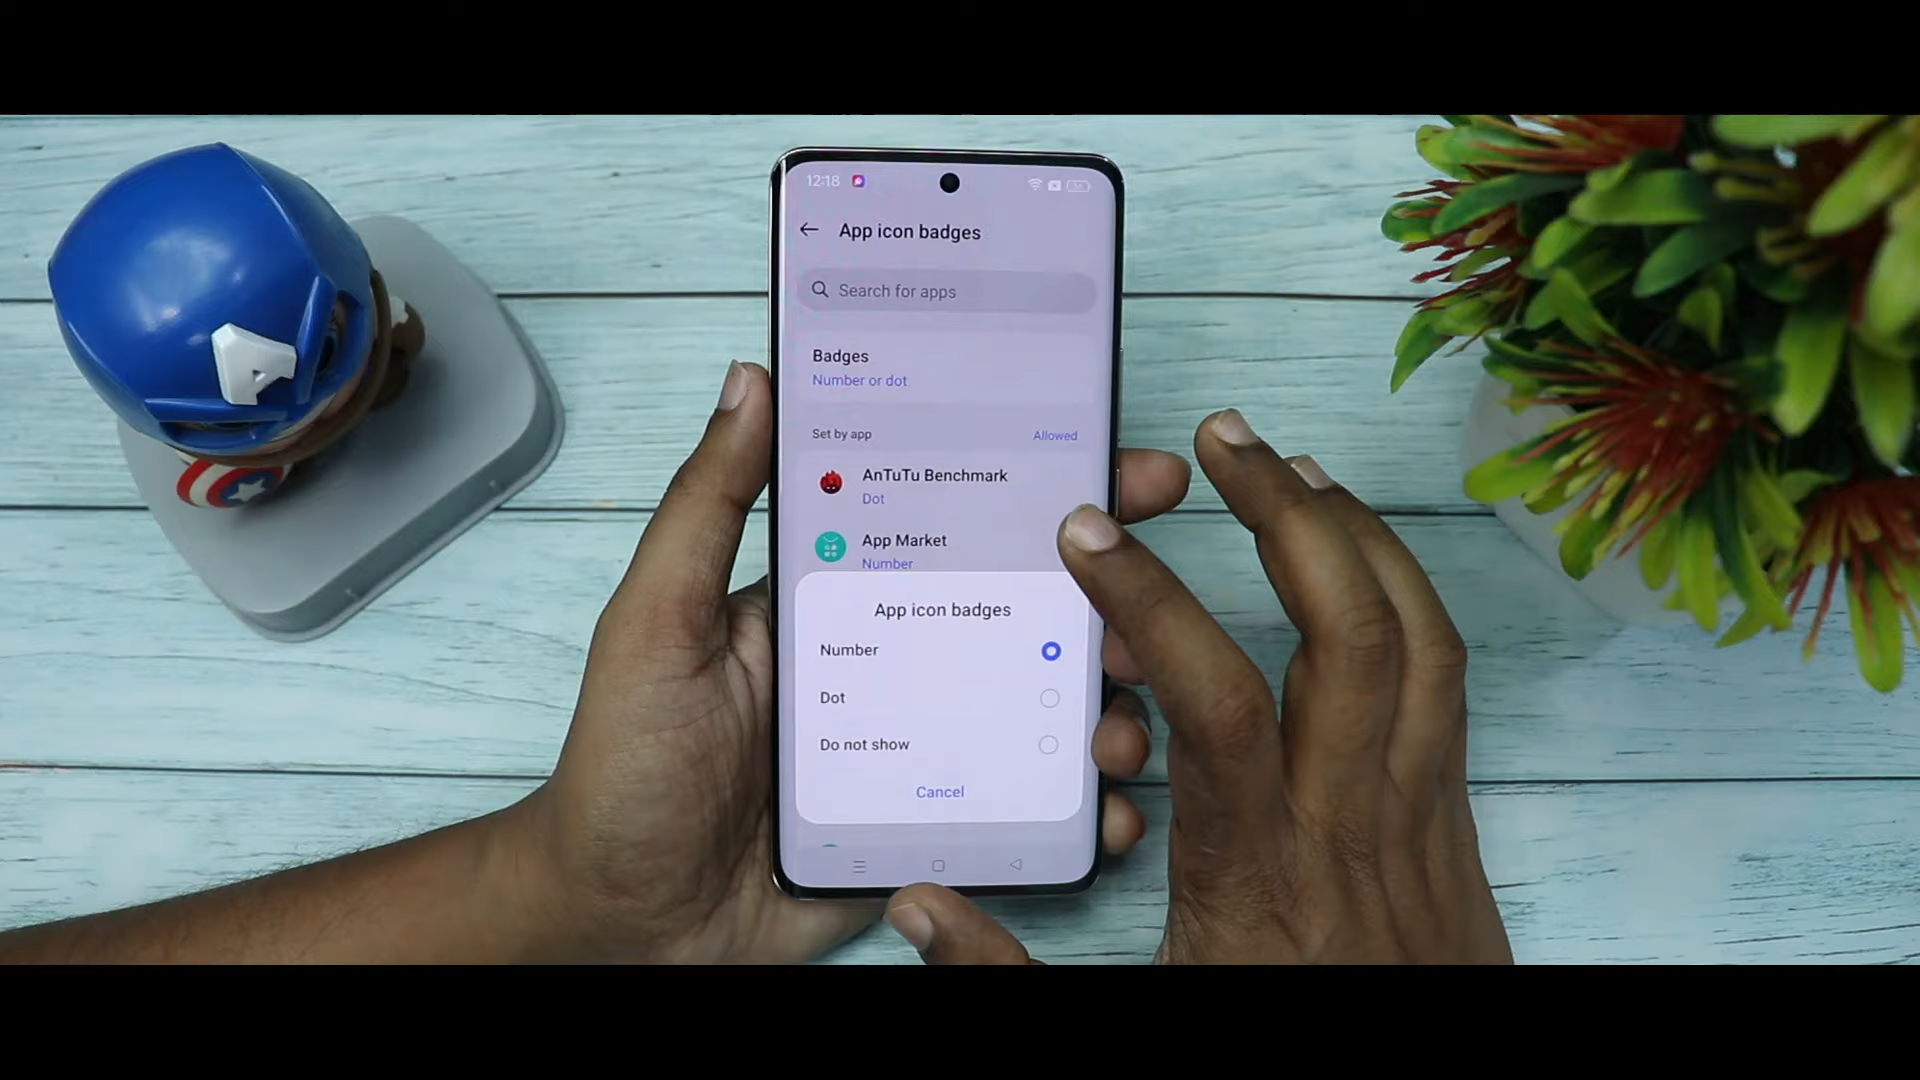 12:18
App icon badges
Search for apps
Badges
Number or dot
Set by app
Allowed
AnTuTu Benchmark
Dot
App Market
Number
App icon badges
Number
Dot
Do not show
Cancel
A